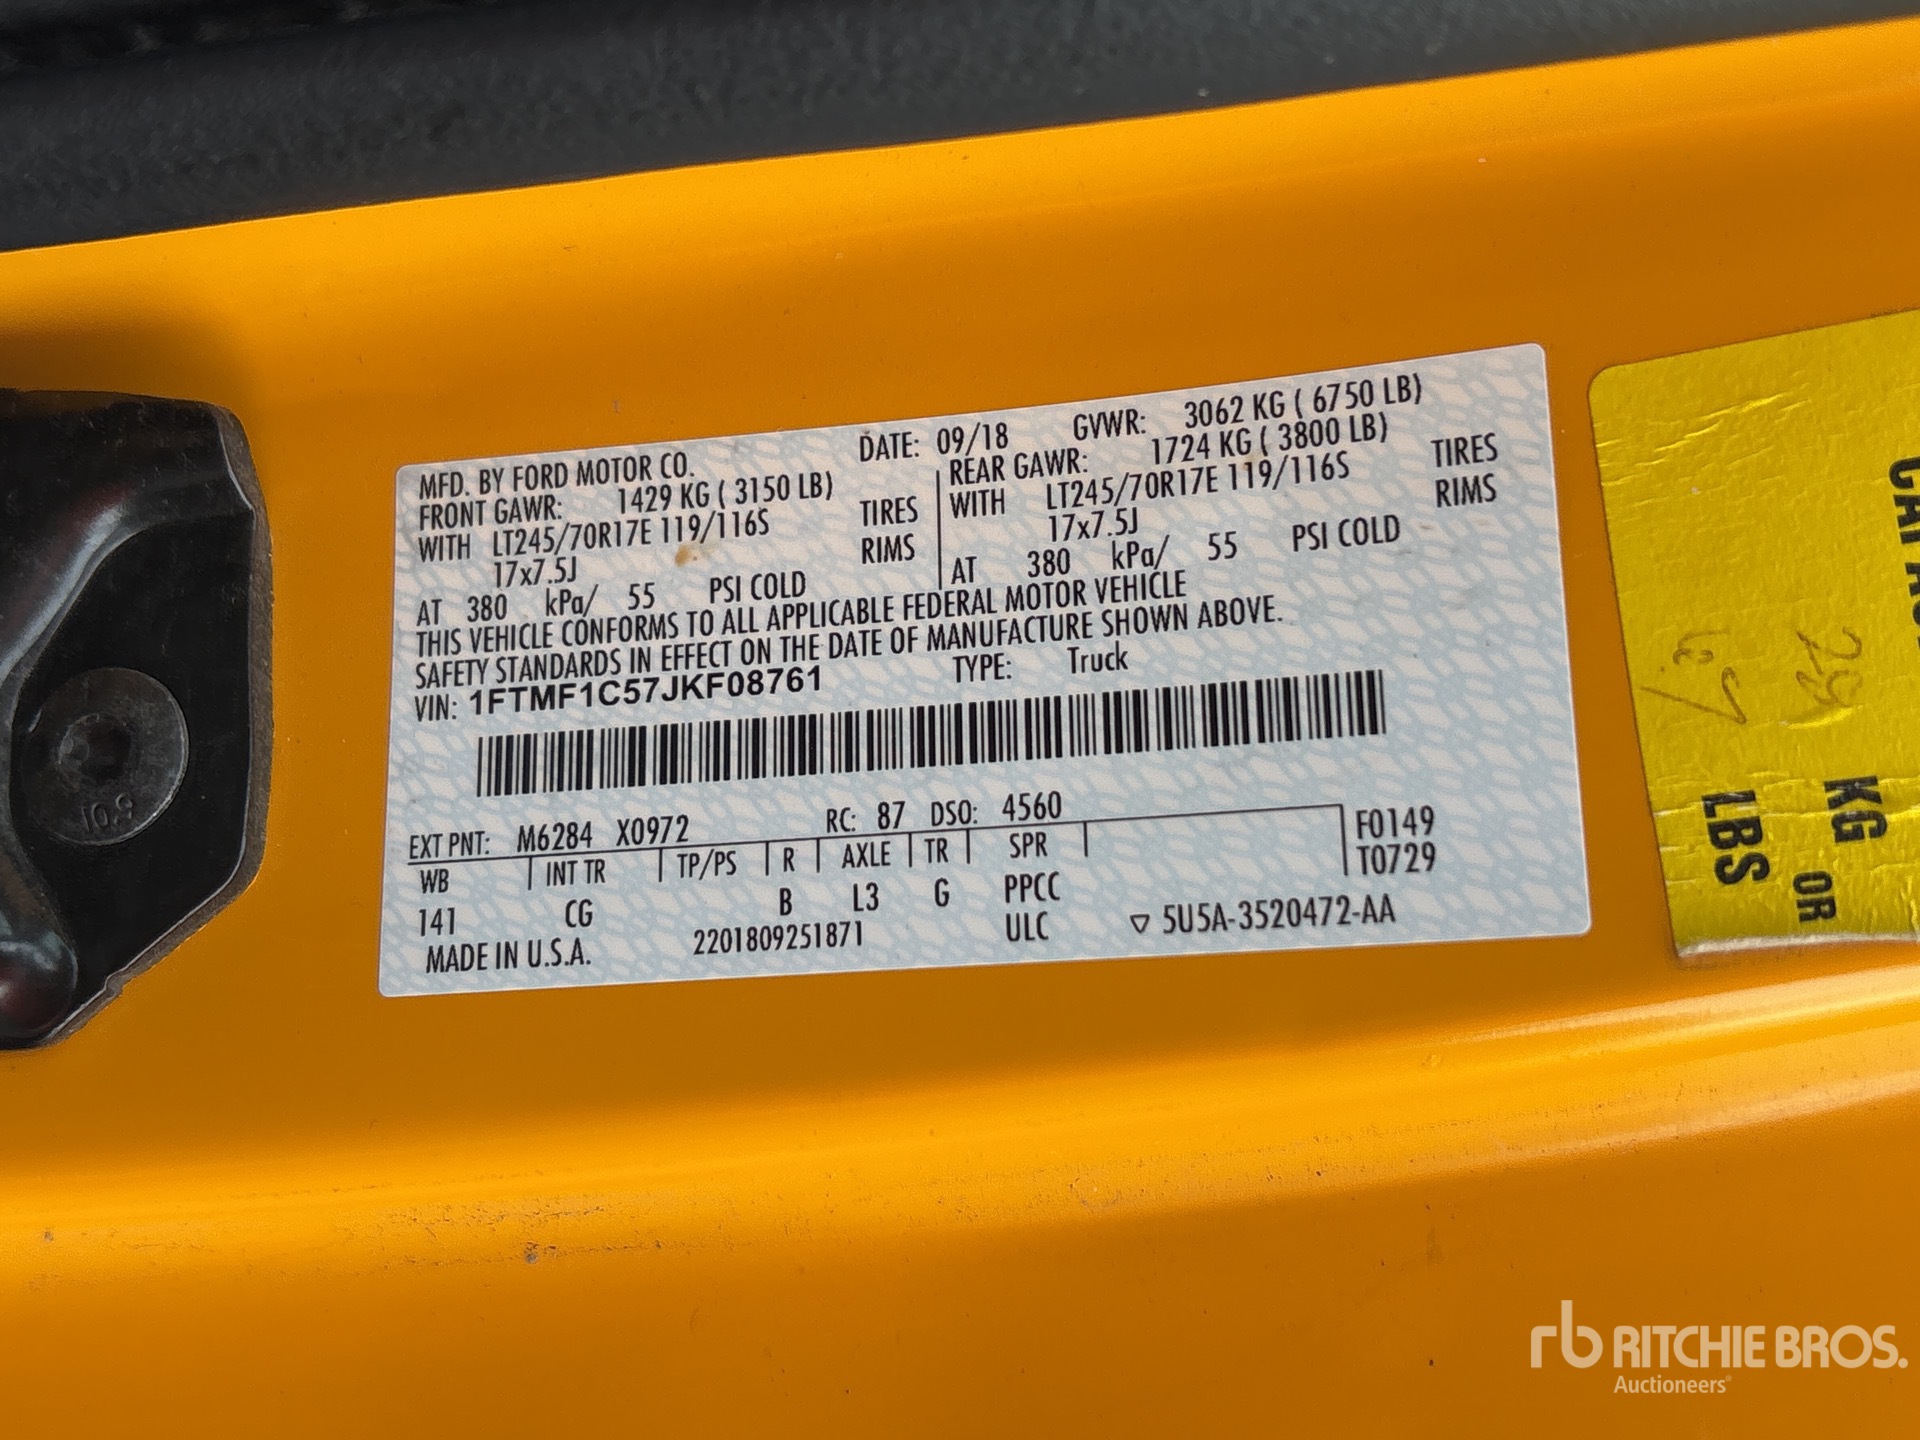 MFD. BY FORD MOTOR CO. DATE: 09/18 GVWR: 3062 KG ( 6750 LB)
FRONT GAWR: 1429 KG ( 3150 LB) REAR GAWR: 1724 KG ( 3800 LB)
WITH LT245/70R17E 119/116S TIRES WITH LT245/70R17E 119/116S TIRES
17x7.5J RIMS 17x7.5J RIMS
AT 380 kPa/ 55 PSI COLD AT 380 kPa/ 55 PSI COLD
THIS VEHICLE CONFORMS TO ALL APPLICABLE FEDERAL MOTOR VEHICLE
SAFETY STANDARDS IN EFFECT ON THE DATE OF MANUFACTURE SHOWN ABOVE.
VIN: 1FTMF1C57JKF08761 TYPE: Truck
EXT PNT: M6284 X0972 RC: 87 DSO: 4560
WB INT TR TP/PS R AXLE TR SPR F0149
141 CG B L3 G PPCC T0729
MADE IN U.S.A. 2201809251871 ULC ▽ 5U5A-3520472-AA
KG OR
LBS
10.9
rb RITCHIE BROS.
Auctioneers